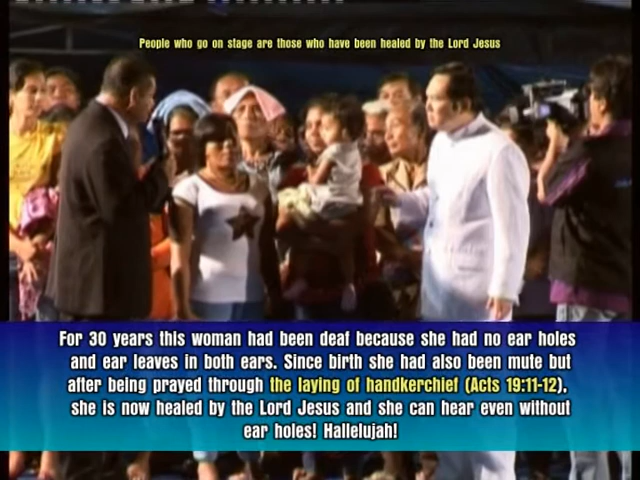 People who go on stage are those who have been healed by the Lord Jesus
For 30 years this woman had been deaf because she had no ear holes
and ear leaves in both ears. Since birth she had also been mute but
after being prayed through the laying of handkerchief (Acts 19:11-12),
she is now healed by the Lord Jesus and she can hear even without
ear holes! Hallelujah!